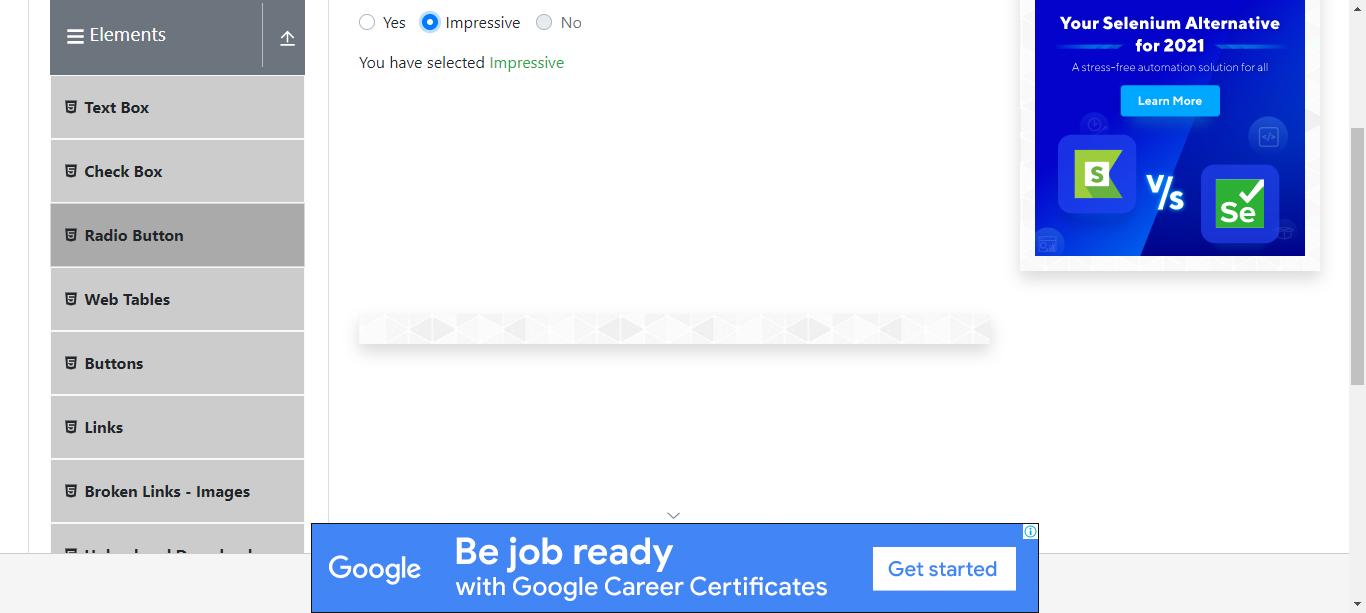 Elements
Text Box
Check Box
Radio Button
Web Tables
Buttons
Links
Broken Links - Images
Yes Impressive No
You have selected Impressive
Your Selenium Alternative
for 2021
A stress-free automation solution for all
Learn More
S
V/s
Se
Google
Be job ready
with Google Career Certificates
Get started